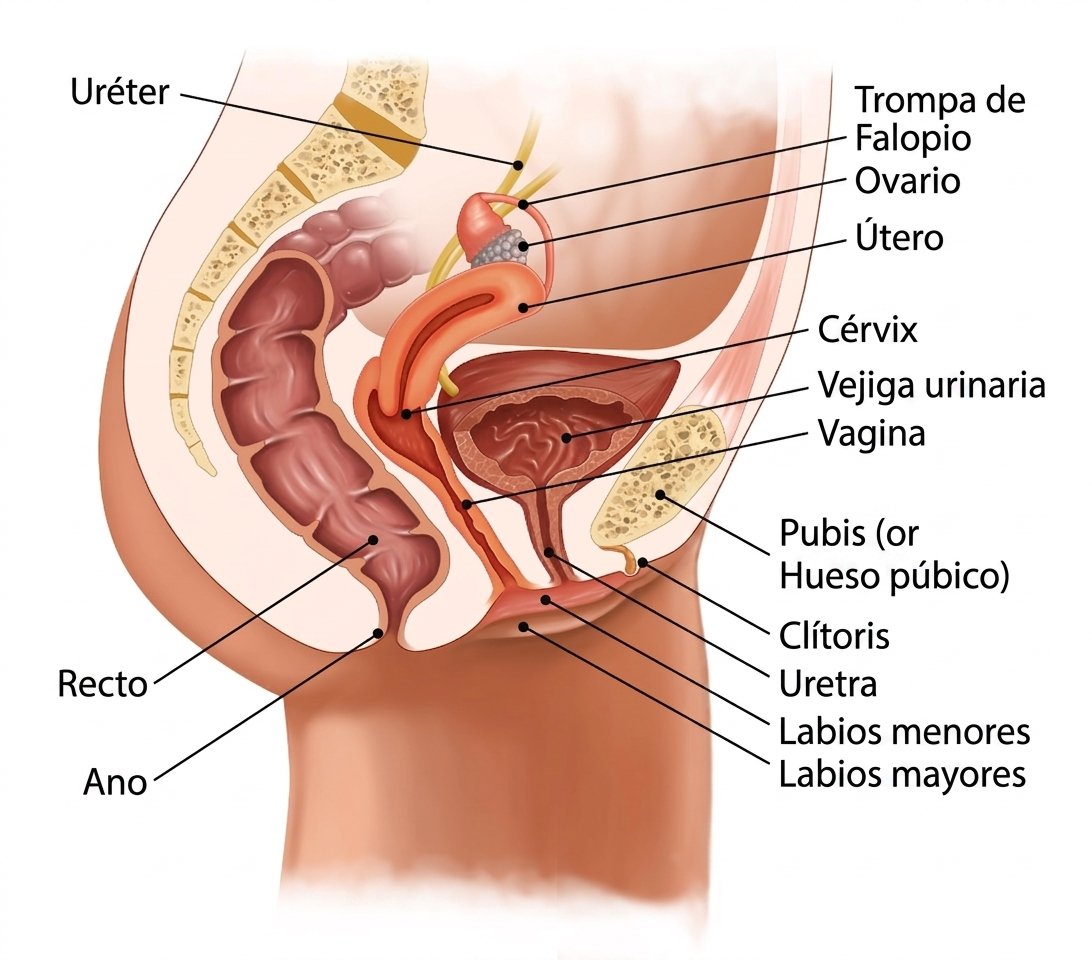 Uréter
Trompa de
Falopio
Ovario
Útero
Cérvix
Vejiga urinaria
Vagina
Pubis (or
Hueso púbico)
Clítoris
Uretra
Labios menores
Labios mayores
Recto
Ano